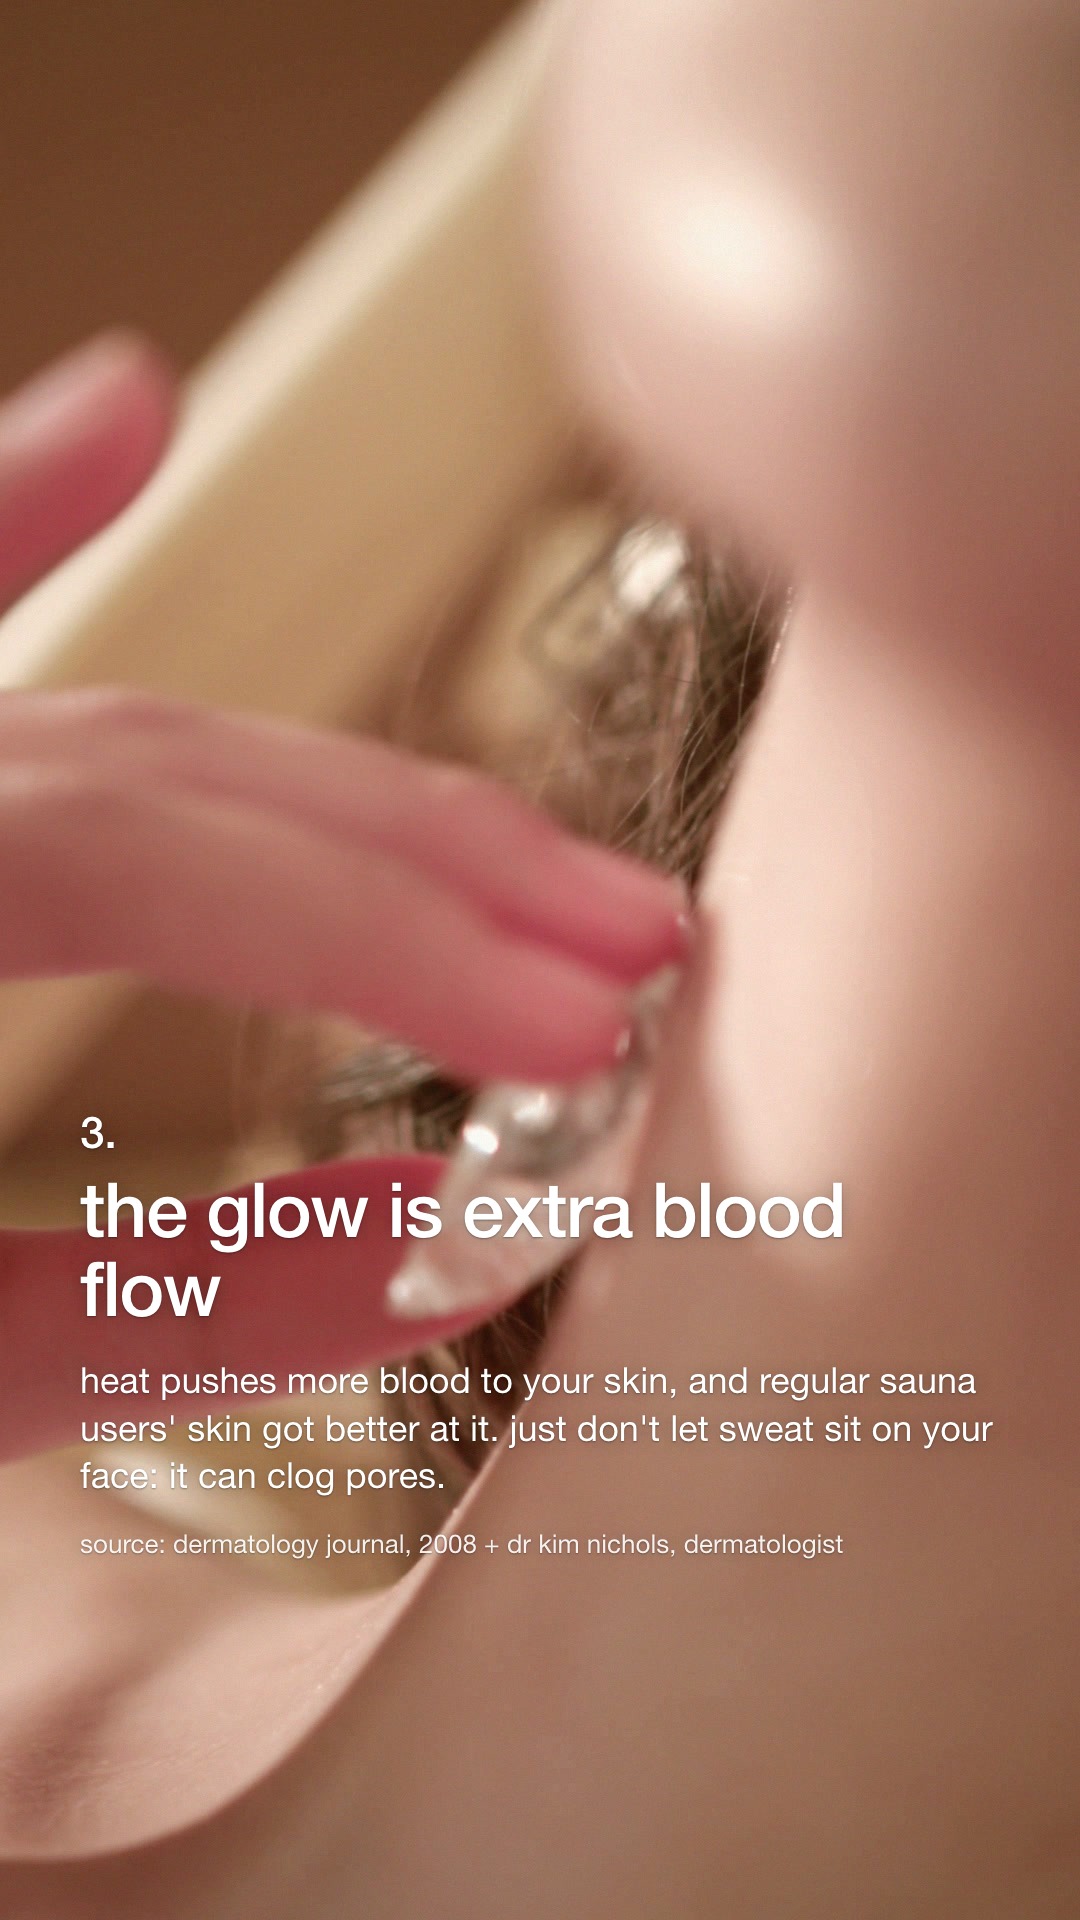 3.
the glow is extra blood
flow
heat pushes more blood to your skin, and regular sauna
users' skin got better at it. just don't let sweat sit on your
face: it can clog pores.
source: dermatology journal, 2008 + dr kim nichols, dermatologist